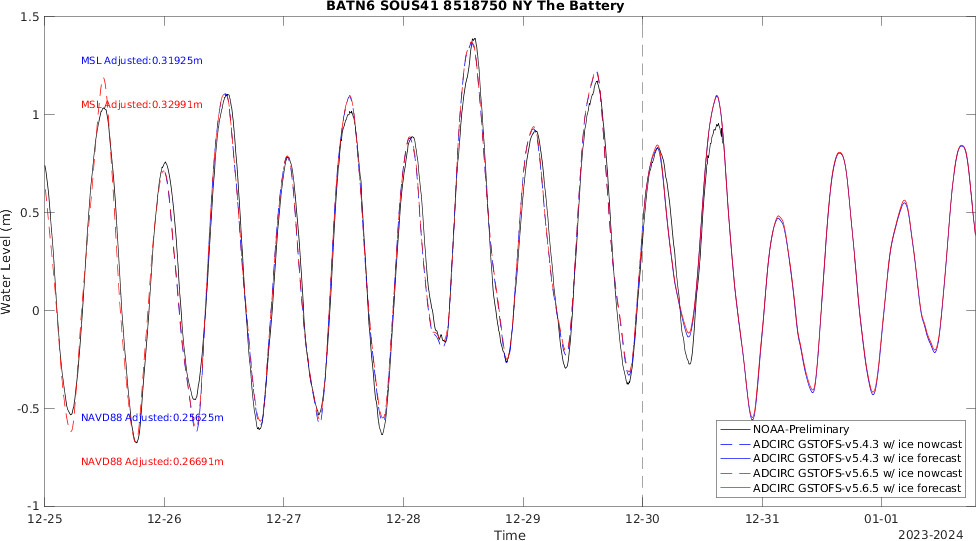 BATN6 SOUS41 8518750 NY The Battery
1.5
1
0.5
0
-0.5
-1
Water Level (m)
MSL Adjusted:0.31925m
MSL Adjusted:0.32991m
NAVD88 Adjusted:0.25625m
NAVD88 Adjusted:0.26691m
NOAA-Preliminary
ADCIRC GSTOFS-v5.4.3 w/ ice nowcast
ADCIRC GSTOFS-v5.4.3 w/ ice forecast
ADCIRC GSTOFS-v5.6.5 w/ ice nowcast
ADCIRC GSTOFS-v5.6.5 w/ ice forecast
12-25 12-26 12-27 12-28 12-29 12-30 12-31 01-01
Time
2023-2024